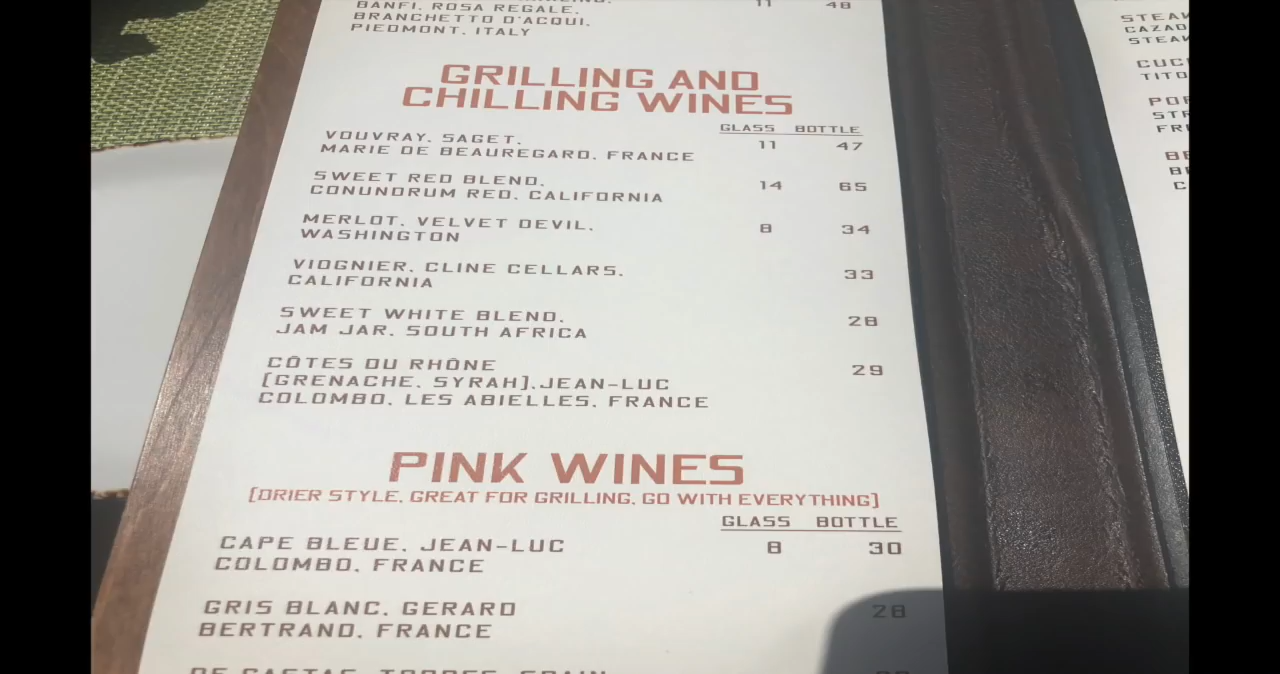 BANFI, ROSA REGALE, 11 48
BRANCHETTO D'ACQUI,
PIEDMONT, ITALY
GRILLING AND
CHILLING WINES
GLASS BOTTLE
VOUVRAY, SAGET, 11 47
MARIE DE BEAUREGARD, FRANCE
SWEET RED BLEND, 14 65
CONUNDRUM RED, CALIFORNIA
MERLOT, VELVET DEVIL, 8 34
WASHINGTON
VIOGNIER, CLINE CELLARS, 33
CALIFORNIA
SWEET WHITE BLEND, 28
JAM JAR, SOUTH AFRICA
CÔTES DU RHÔNE 29
[GRENACHE, SYRAH],JEAN-LUC
COLOMBO, LES ABIELLES, FRANCE
PINK WINES
[DRIER STYLE, GREAT FOR GRILLING, GO WITH EVERYTHING]
GLASS BOTTLE
CAPE BLEUE, JEAN-LUC 8 30
COLOMBO, FRANCE
GRIS BLANC, GERARD 28
BERTRAND, FRANCE
STEAK
STEAK